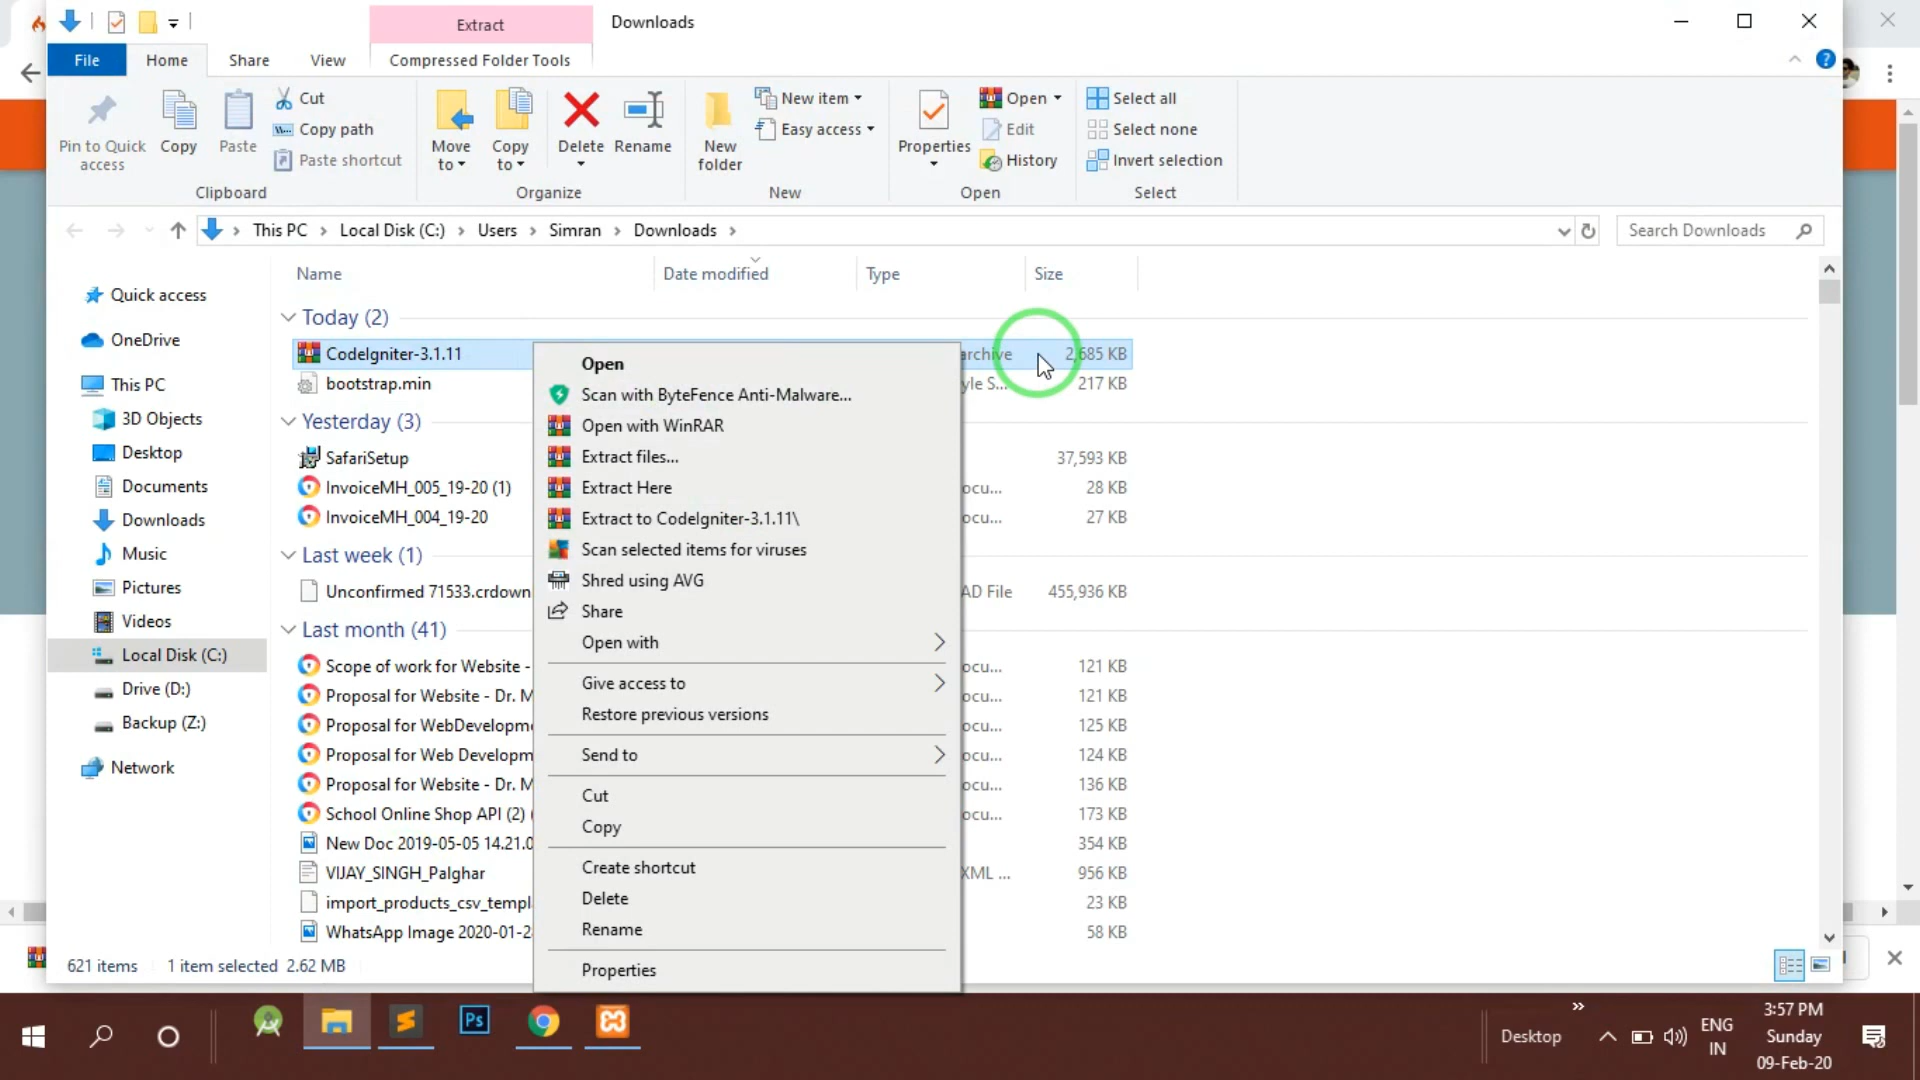 Extract
Downloads
File
Home
Share
View
Compressed Folder Tools
Pin to Quick access
Copy
Paste
Cut
Copy path
Paste shortcut
Clipboard
Move to
Copy to
Delete
Rename
Organize
New folder
New item
Easy access
New
Properties
Open
Edit
History
Open
Select all
Select none
Invert selection
Select
This PC > Local Disk (C:) > Users > Simran > Downloads >
Search Downloads
Name
Date modified
Type
Size
Quick access
OneDrive
This PC
3D Objects
Desktop
Documents
Downloads
Music
Pictures
Videos
Local Disk (C:)
Drive (D:)
Backup (Z:)
Network
Today (2)
CodeIgniter-3.1.11
archive
2,685 KB
bootstrap.min
yle S...
217 KB
Yesterday (3)
SafariSetup
37,593 KB
InvoiceMH_005_19-20 (1)
ocu...
28 KB
InvoiceMH_004_19-20
ocu...
27 KB
Last week (1)
Unconfirmed 71533.crdown
AD File
455,936 KB
Last month (41)
Scope of work for Website -
ocu...
121 KB
Proposal for Website - Dr. M
ocu...
121 KB
Proposal for WebDevelopme
ocu...
125 KB
Proposal for Web Developm
ocu...
124 KB
Proposal for Website - Dr. M
ocu...
136 KB
School Online Shop API (2)
ocu...
173 KB
New Doc 2019-05-05 14.21.0
354 KB
VIJAY_SINGH_Palghar
XML ...
956 KB
import_products_csv_templ
23 KB
WhatsApp Image 2020-01-2
58 KB
Open
Scan with ByteFence Anti-Malware...
Open with WinRAR
Extract files...
Extract Here
Extract to CodeIgniter-3.1.11\
Scan selected items for viruses
Shred using AVG
Share
Open with
Give access to
Restore previous versions
Send to
Cut
Copy
Create shortcut
Delete
Rename
Properties
621 items
1 item selected 2.62 MB
Ps
Desktop
ENG
IN
3:57 PM
Sunday
09-Feb-20